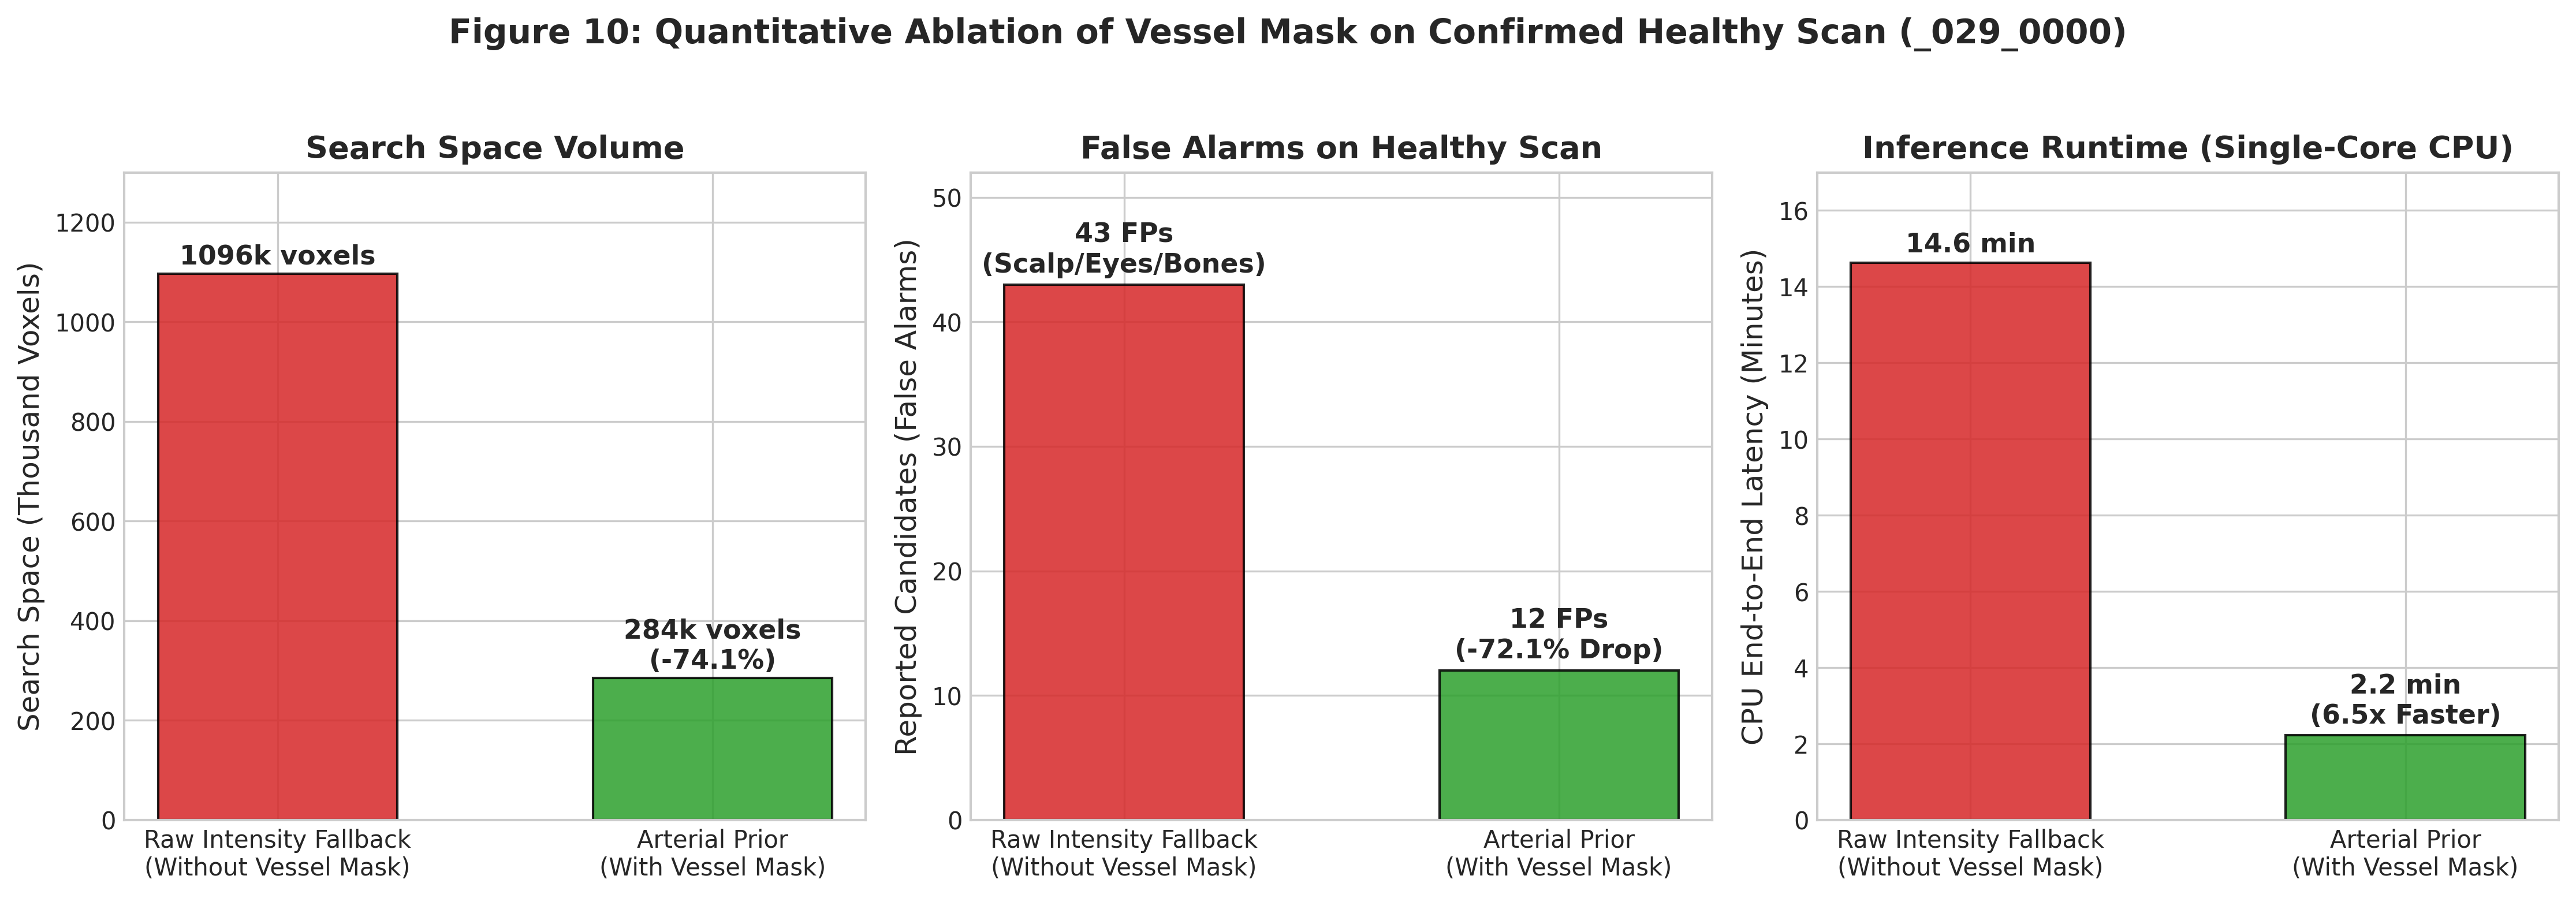 Figure 10: Quantitative Ablation of Vessel Mask on Confirmed Healthy Scan (_029_0000)
Search Space Volume
Search Space (Thousand Voxels)
1200
1000
800
600
400
200
0
1096k voxels
284k voxels
(-74.1%)
Raw Intensity Fallback
(Without Vessel Mask)
Arterial Prior
(With Vessel Mask)
False Alarms on Healthy Scan
Reported Candidates (False Alarms)
50
40
30
20
10
0
43 FPs
(Scalp/Eyes/Bones)
12 FPs
(-72.1% Drop)
Raw Intensity Fallback
(Without Vessel Mask)
Arterial Prior
(With Vessel Mask)
Inference Runtime (Single-Core CPU)
CPU End-to-End Latency (Minutes)
16
14
12
10
8
6
4
2
0
14.6 min
2.2 min
(6.5x Faster)
Raw Intensity Fallback
(Without Vessel Mask)
Arterial Prior
(With Vessel Mask)